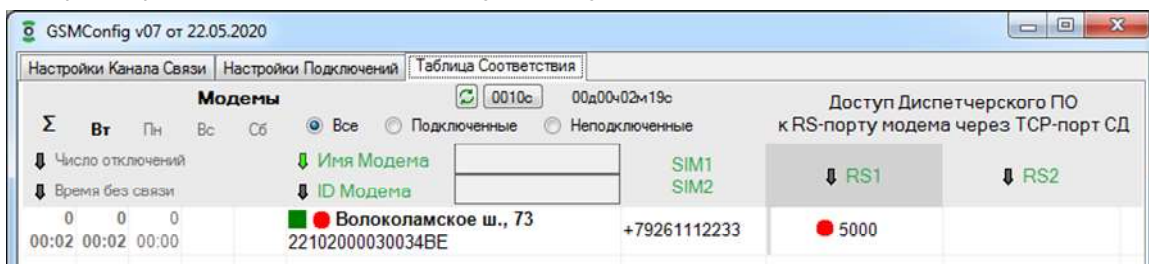 GSMConfig v07 от 22.05.2020
Настройки Канала Связи Настройки Подключений Таблица Соответствия
Модемы 0010с 00д00ч02м19с Доступ Диспетчерского ПО
Σ Вт Пн Вс Сб Все Подключенные Неподключенные к RS-порту модема через TCP-порт СД
Число отключений Имя Модема SIM1 RS1 RS2
Время без связи ID Модема SIM2
0 0 0 Волоколамское ш., 73 +79261112233 5000
00:02 00:02 00:00 22102000030034BE